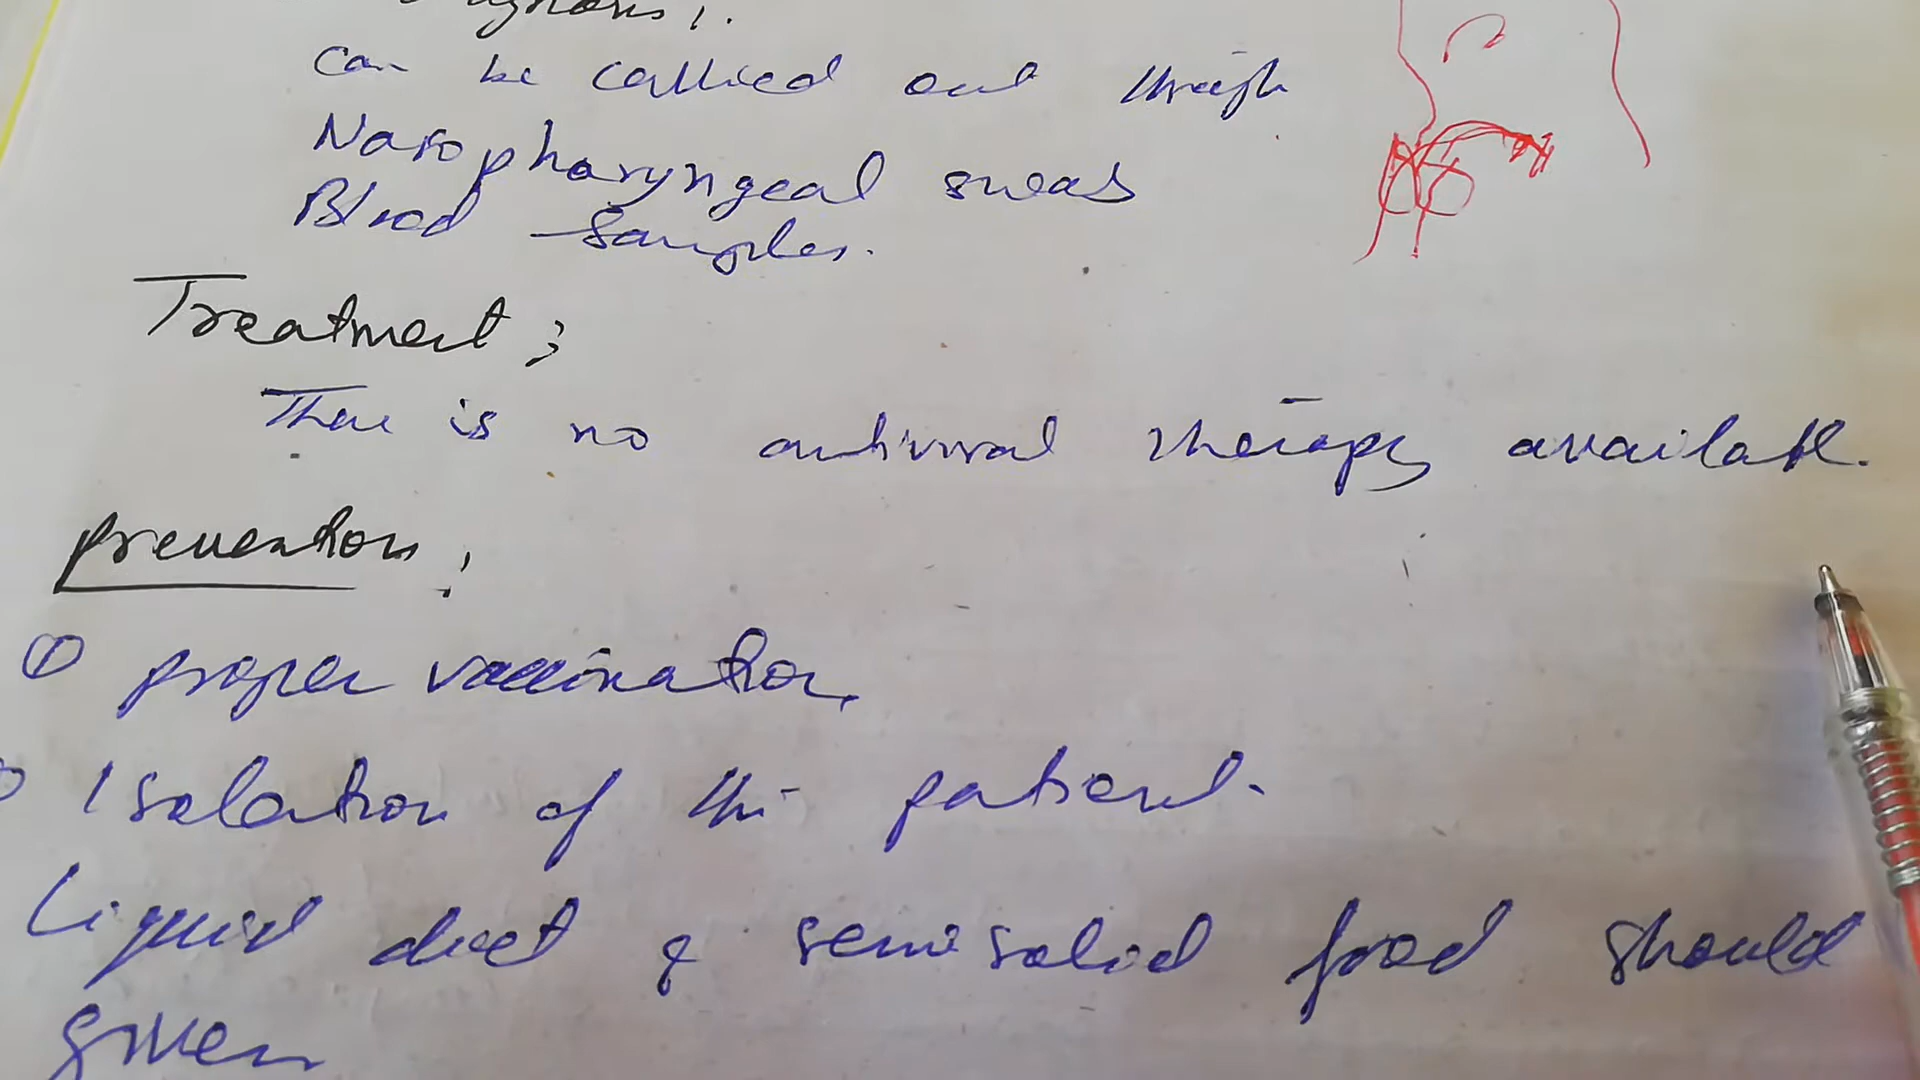 can be carried out through
Nasopharyngeal swab
Blood samples.
Treatment;
There is no antiviral therapy available.
prevention:
① proper vaccination,
Isolation of the patient.
Liquid diet & semisolid food should
given